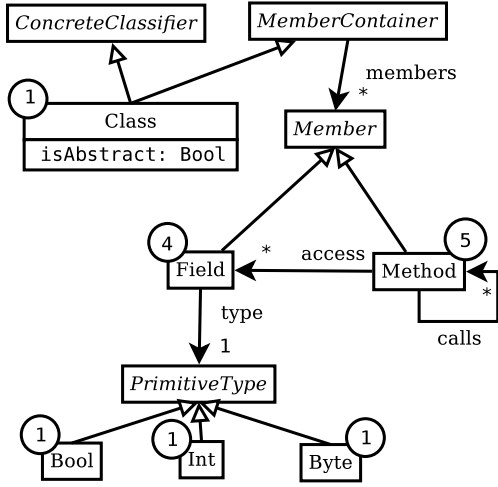 ConcreteClassifier
MemberContainer
members
*
1
Class
isAbstract: Bool
Member
4
5
Field
*
access
Method
*
calls
type
1
PrimitiveType
1
Bool
1
Int
1
Byte